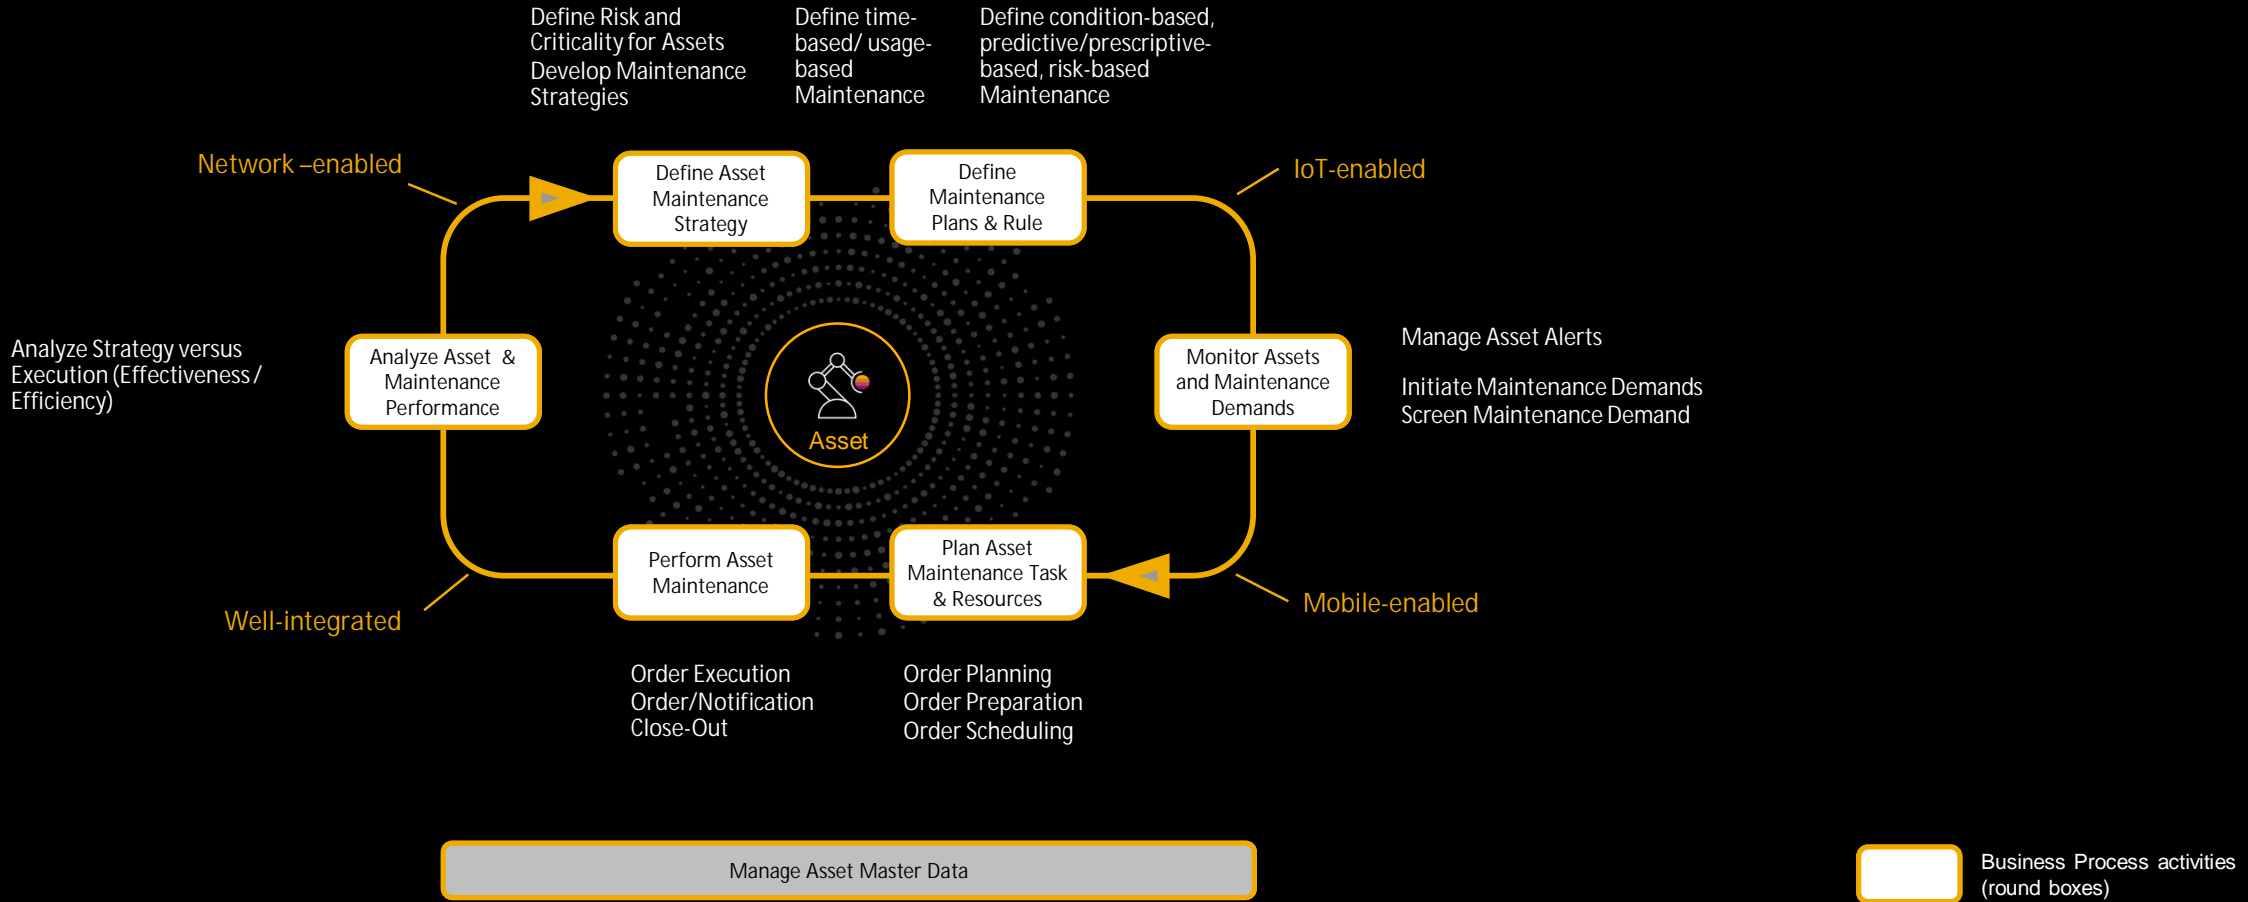 Define Risk and
Criticality for Assets
Develop Maintenance
Strategies
Define time-
based/ usage-
based
Maintenance
Define condition-based,
predictive/prescriptive-
based, risk-based
Maintenance
Network –enabled
Define Asset
Maintenance
Strategy
Define
Maintenance
Plans & Rule
IoT-enabled
Analyze Strategy versus
Execution (Effectiveness /
Efficiency)
Analyze Asset &
Maintenance
Performance
Asset
Monitor Assets
and Maintenance
Demands
Manage Asset Alerts
Initiate Maintenance Demands
Screen Maintenance Demand
Well-integrated
Perform Asset
Maintenance
Plan Asset
Maintenance Task
& Resources
Mobile-enabled
Order Execution
Order/Notification
Close-Out
Order Planning
Order Preparation
Order Scheduling
Manage Asset Master Data
Business Process activities
(round boxes)